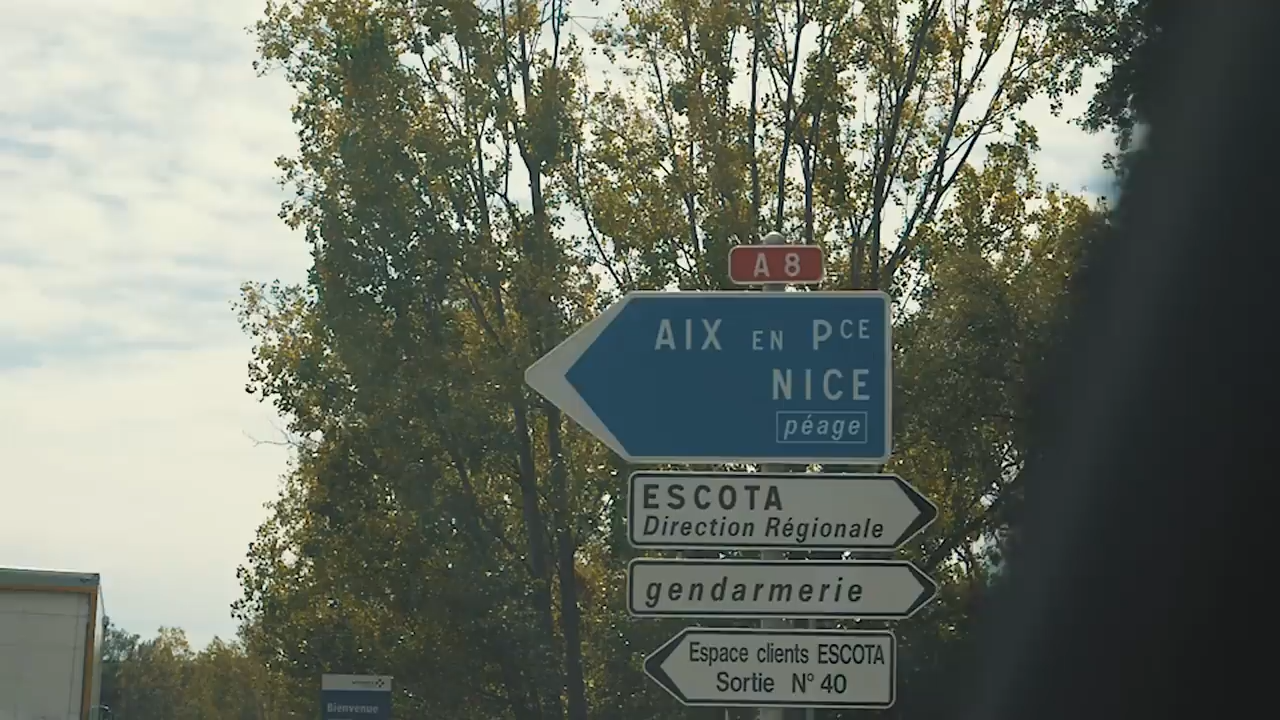 A 8
AIX EN PCE
NICE
péage
ESCOTA
Direction Régionale
gendarmerie
Espace clients ESCOTA
Sortie N° 40
Bienvenue